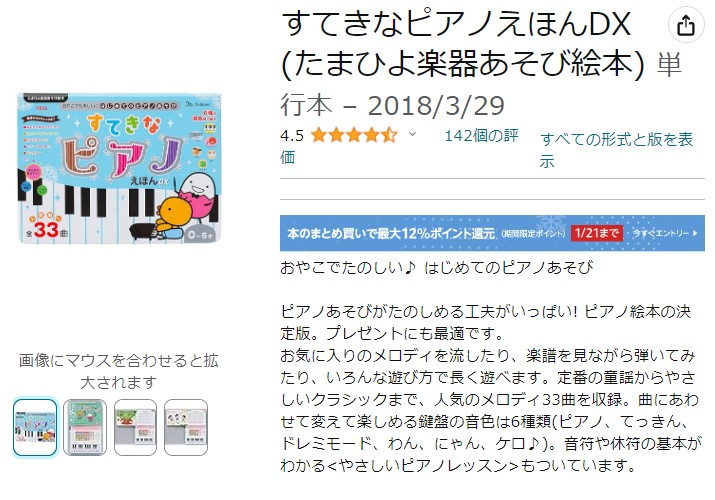 すてきなピアノえほんDX
(たまひよ楽器あそび絵本) 単
行本 – 2018/3/29
4.5
142個の評
価
すべての形式と版を表
示
すてきな
ピアノ
えほんDX
全33曲
0~5才
本のまとめ買いで最大12%ポイント還元 (期間限定ポイント) 1/21まで 今すぐエントリー
おやこでたのしい♪ はじめてのピアノあそび
ピアノあそびがたのしめる工夫がいっぱい! ピアノ絵本の決
定版。プレゼントにも最適です。
お気に入りのメロディを流したり、楽譜を見ながら弾いてみ
たり、いろんな遊び方で長く遊べます。定番の童謡からやさ
しいクラシックまで、人気のメロディ33曲を収録。曲にあわ
せて変えて楽しめる鍵盤の音色は6種類(ピアノ、てっきん、
ドレミモード、わん、にゃん、ケロ♪)。音符や休符の基本が
わかる<やさしいピアノレッスン>もついています。
画像にマウスを合わせると拡
大されます